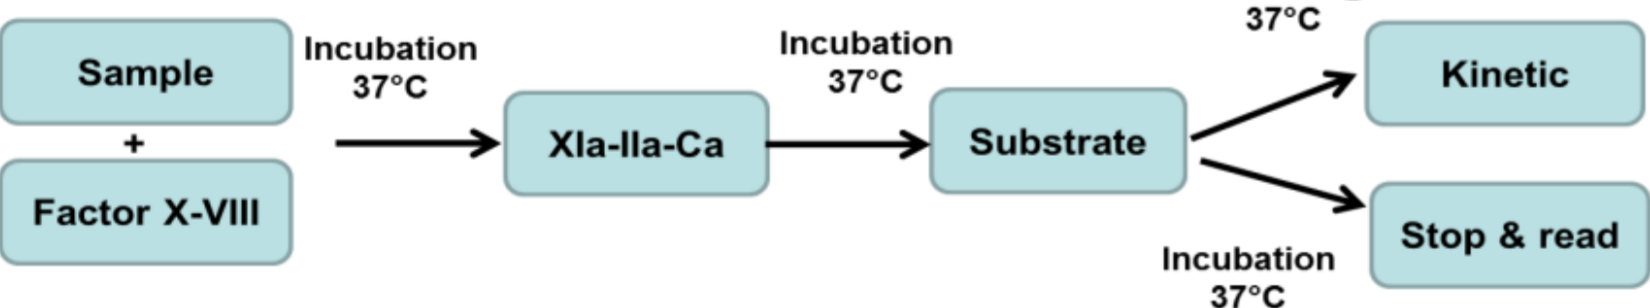 Sample
+
Factor X-VIII
Incubation
37°C
XIa-IIa-Ca
Incubation
37°C
Substrate
37°C
Kinetic
Incubation
37°C
Stop & read